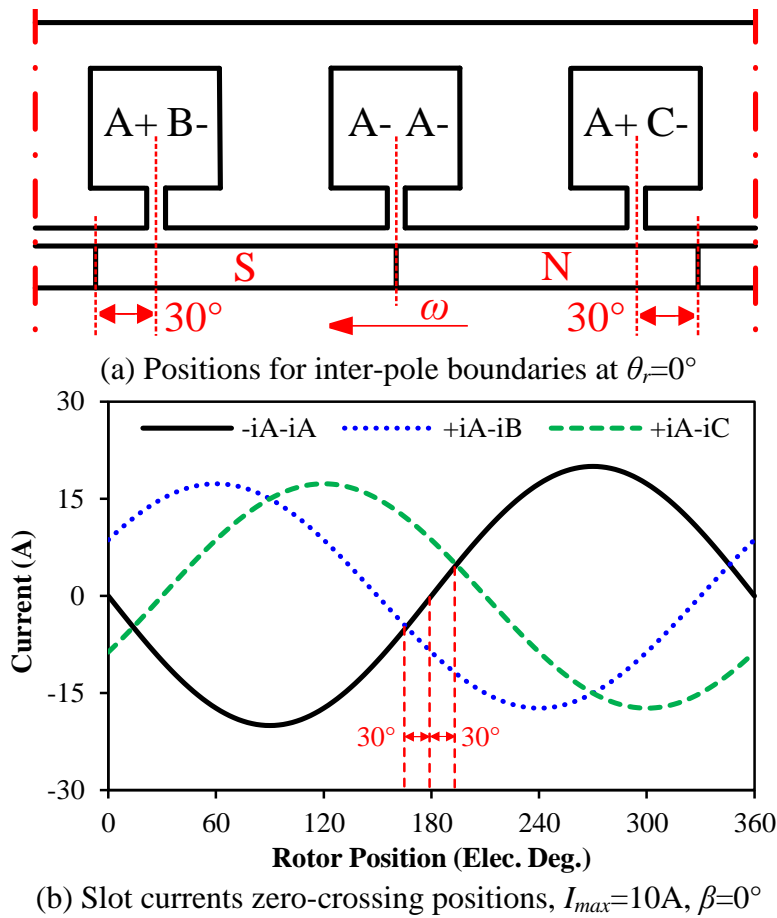 A+ B-
A- A-
A+ C-
S
N
30°
ω
30°
(a) Positions for inter-pole boundaries at θr=0°
30
-iA-iA
+iA-iB
+iA-iC
15
0
-15
-30
Current (A)
30°
30°
0
60
120
180
240
300
360
Rotor Position (Elec. Deg.)
(b) Slot currents zero-crossing positions, Imax=10A, β=0°